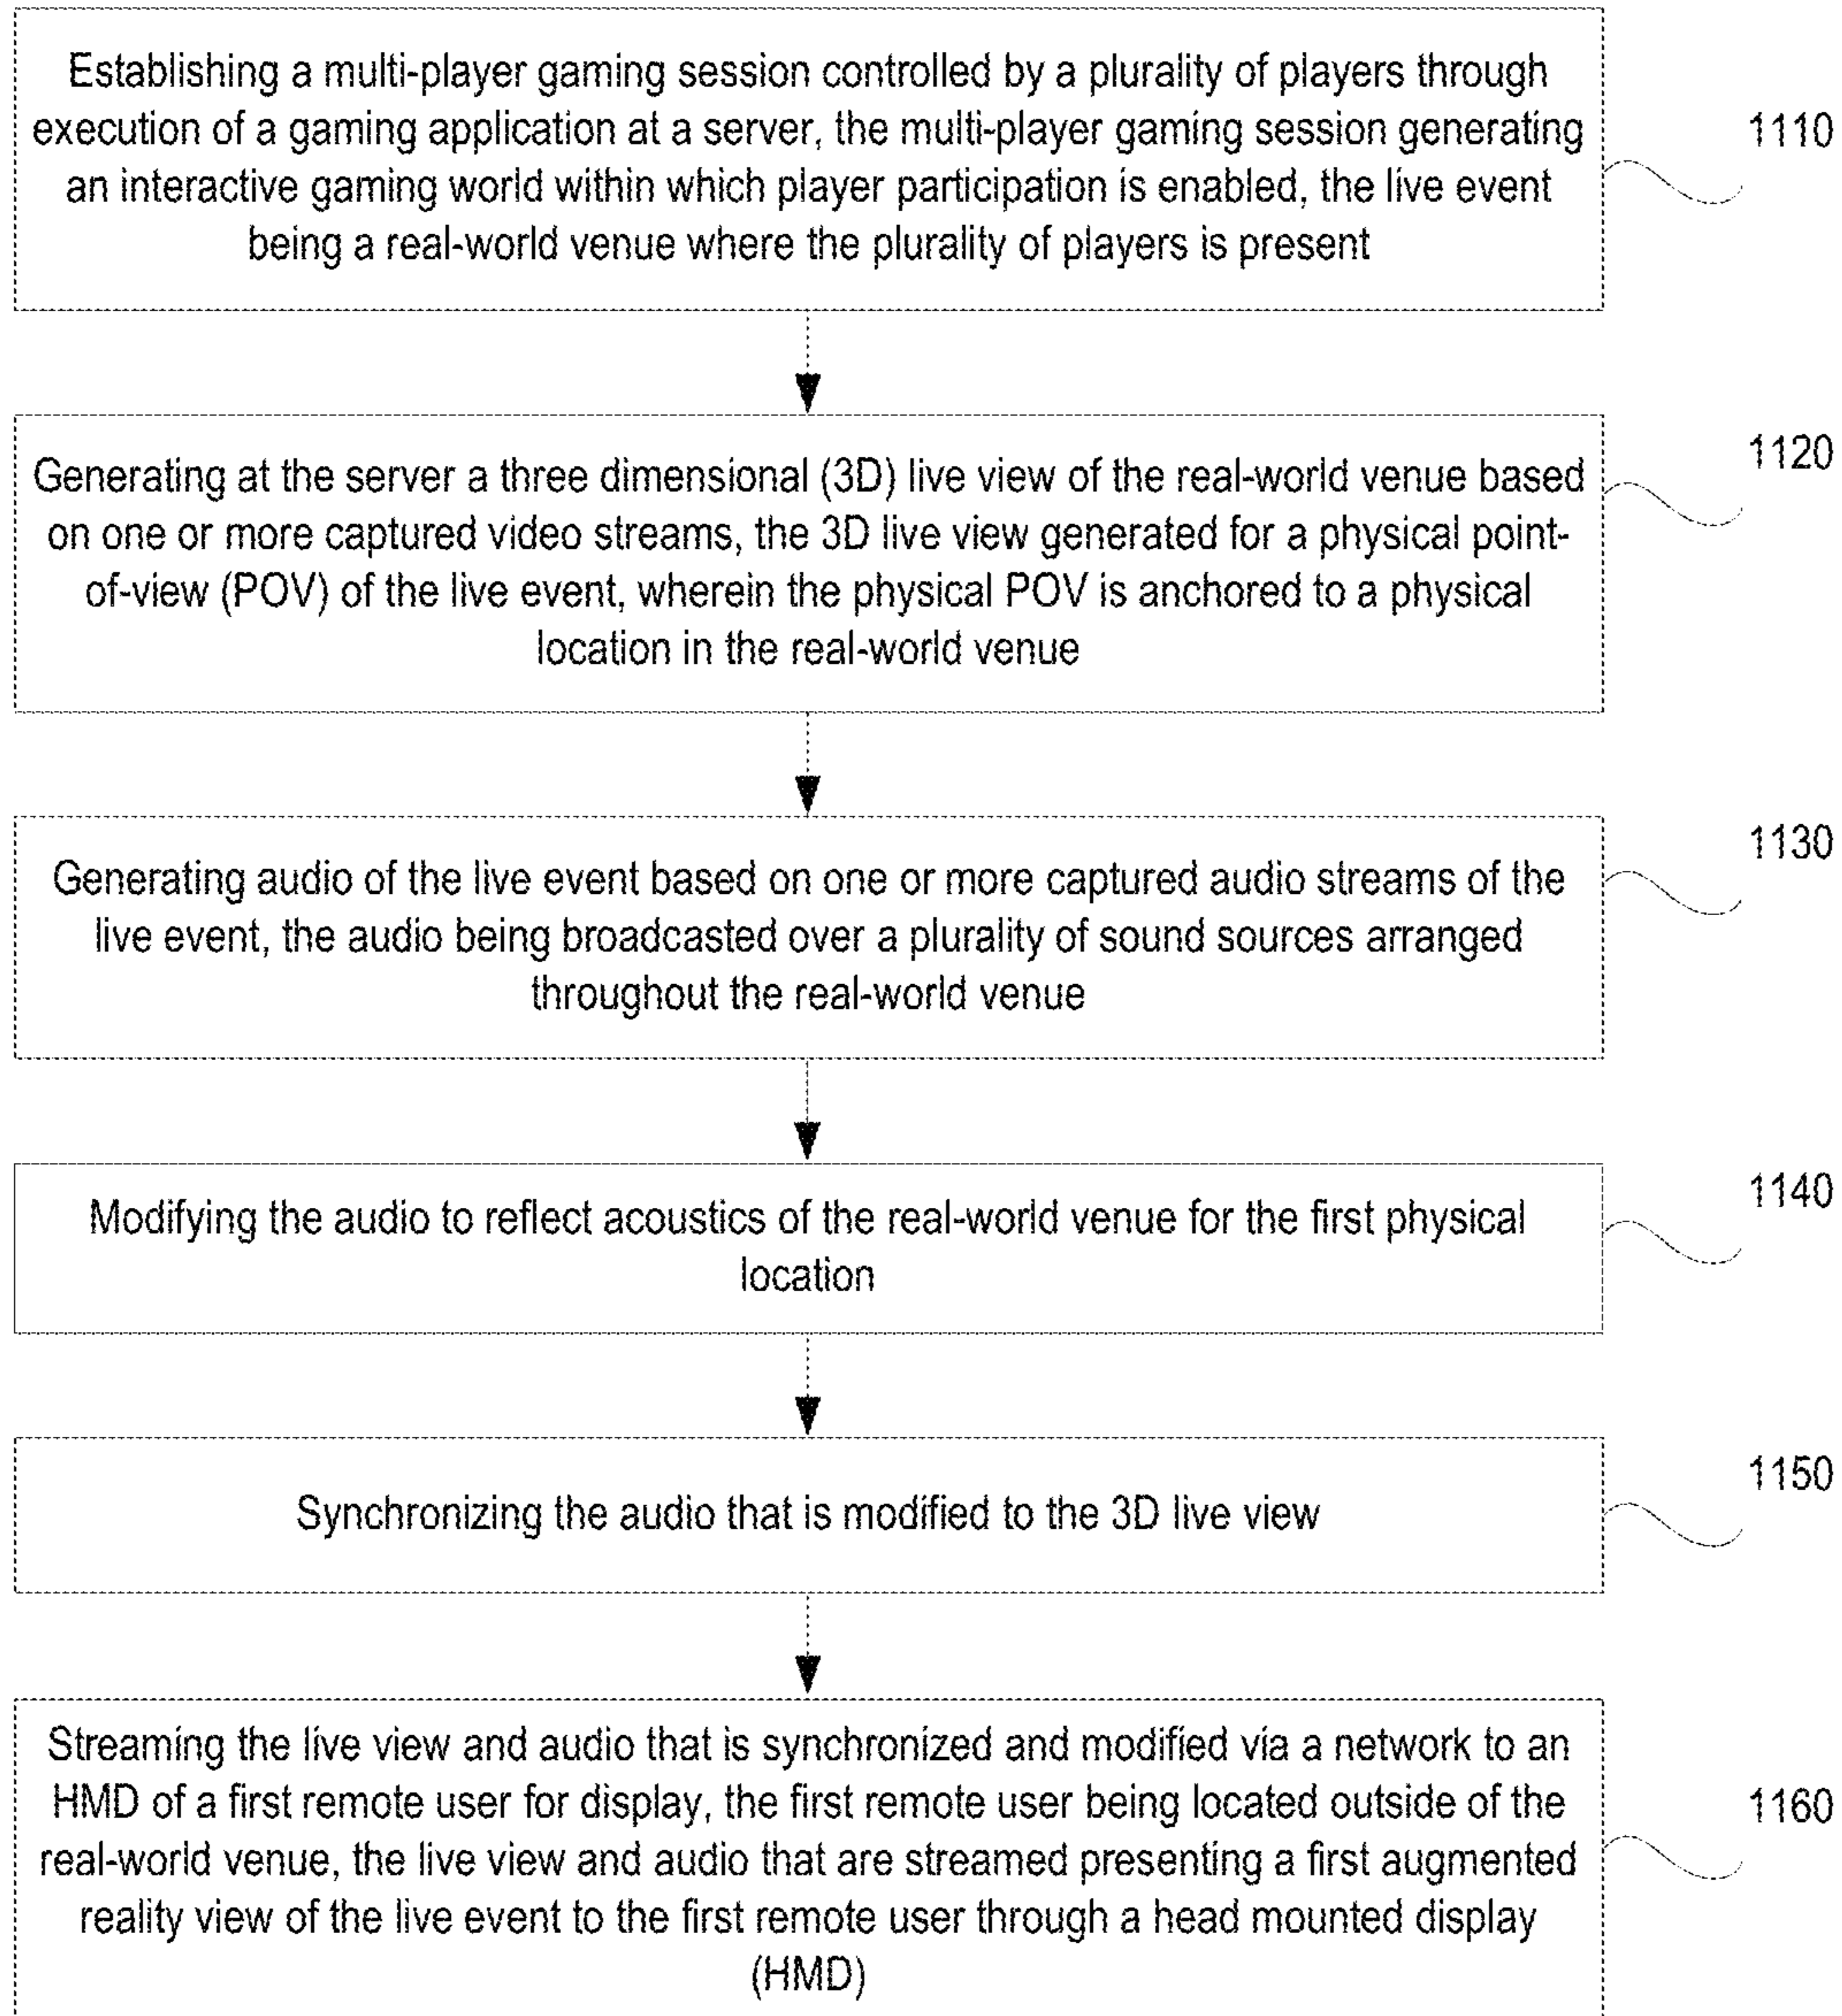 Establishing a multi-player gaming session controlled by a plurality of players through
execution of a gaming application at a server, the multi-player gaming session generating
an interactive gaming world within which player participation is enabled, the live event
being a real-world venue where the plurality of players is present
1110
Generating at the server a three dimensional (3D) live view of the real-world venue based
on one or more captured video streams, the 3D live view generated for a physical point-
of-view (POV) of the live event, wherein the physical POV is anchored to a physical
location in the real-world venue
1120
Generating audio of the live event based on one or more captured audio streams of the
live event, the audio being broadcasted over a plurality of sound sources arranged
throughout the real-world venue
1130
Modifying the audio to reflect acoustics of the real-world venue for the first physical
location
1140
Synchronizing the audio that is modified to the 3D live view
1150
Streaming the live view and audio that is synchronized and modified via a network to an
HMD of a first remote user for display, the first remote user being located outside of the
real-world venue, the live view and audio that are streamed presenting a first augmented
reality view of the live event to the first remote user through a head mounted display
(HMD)
1160